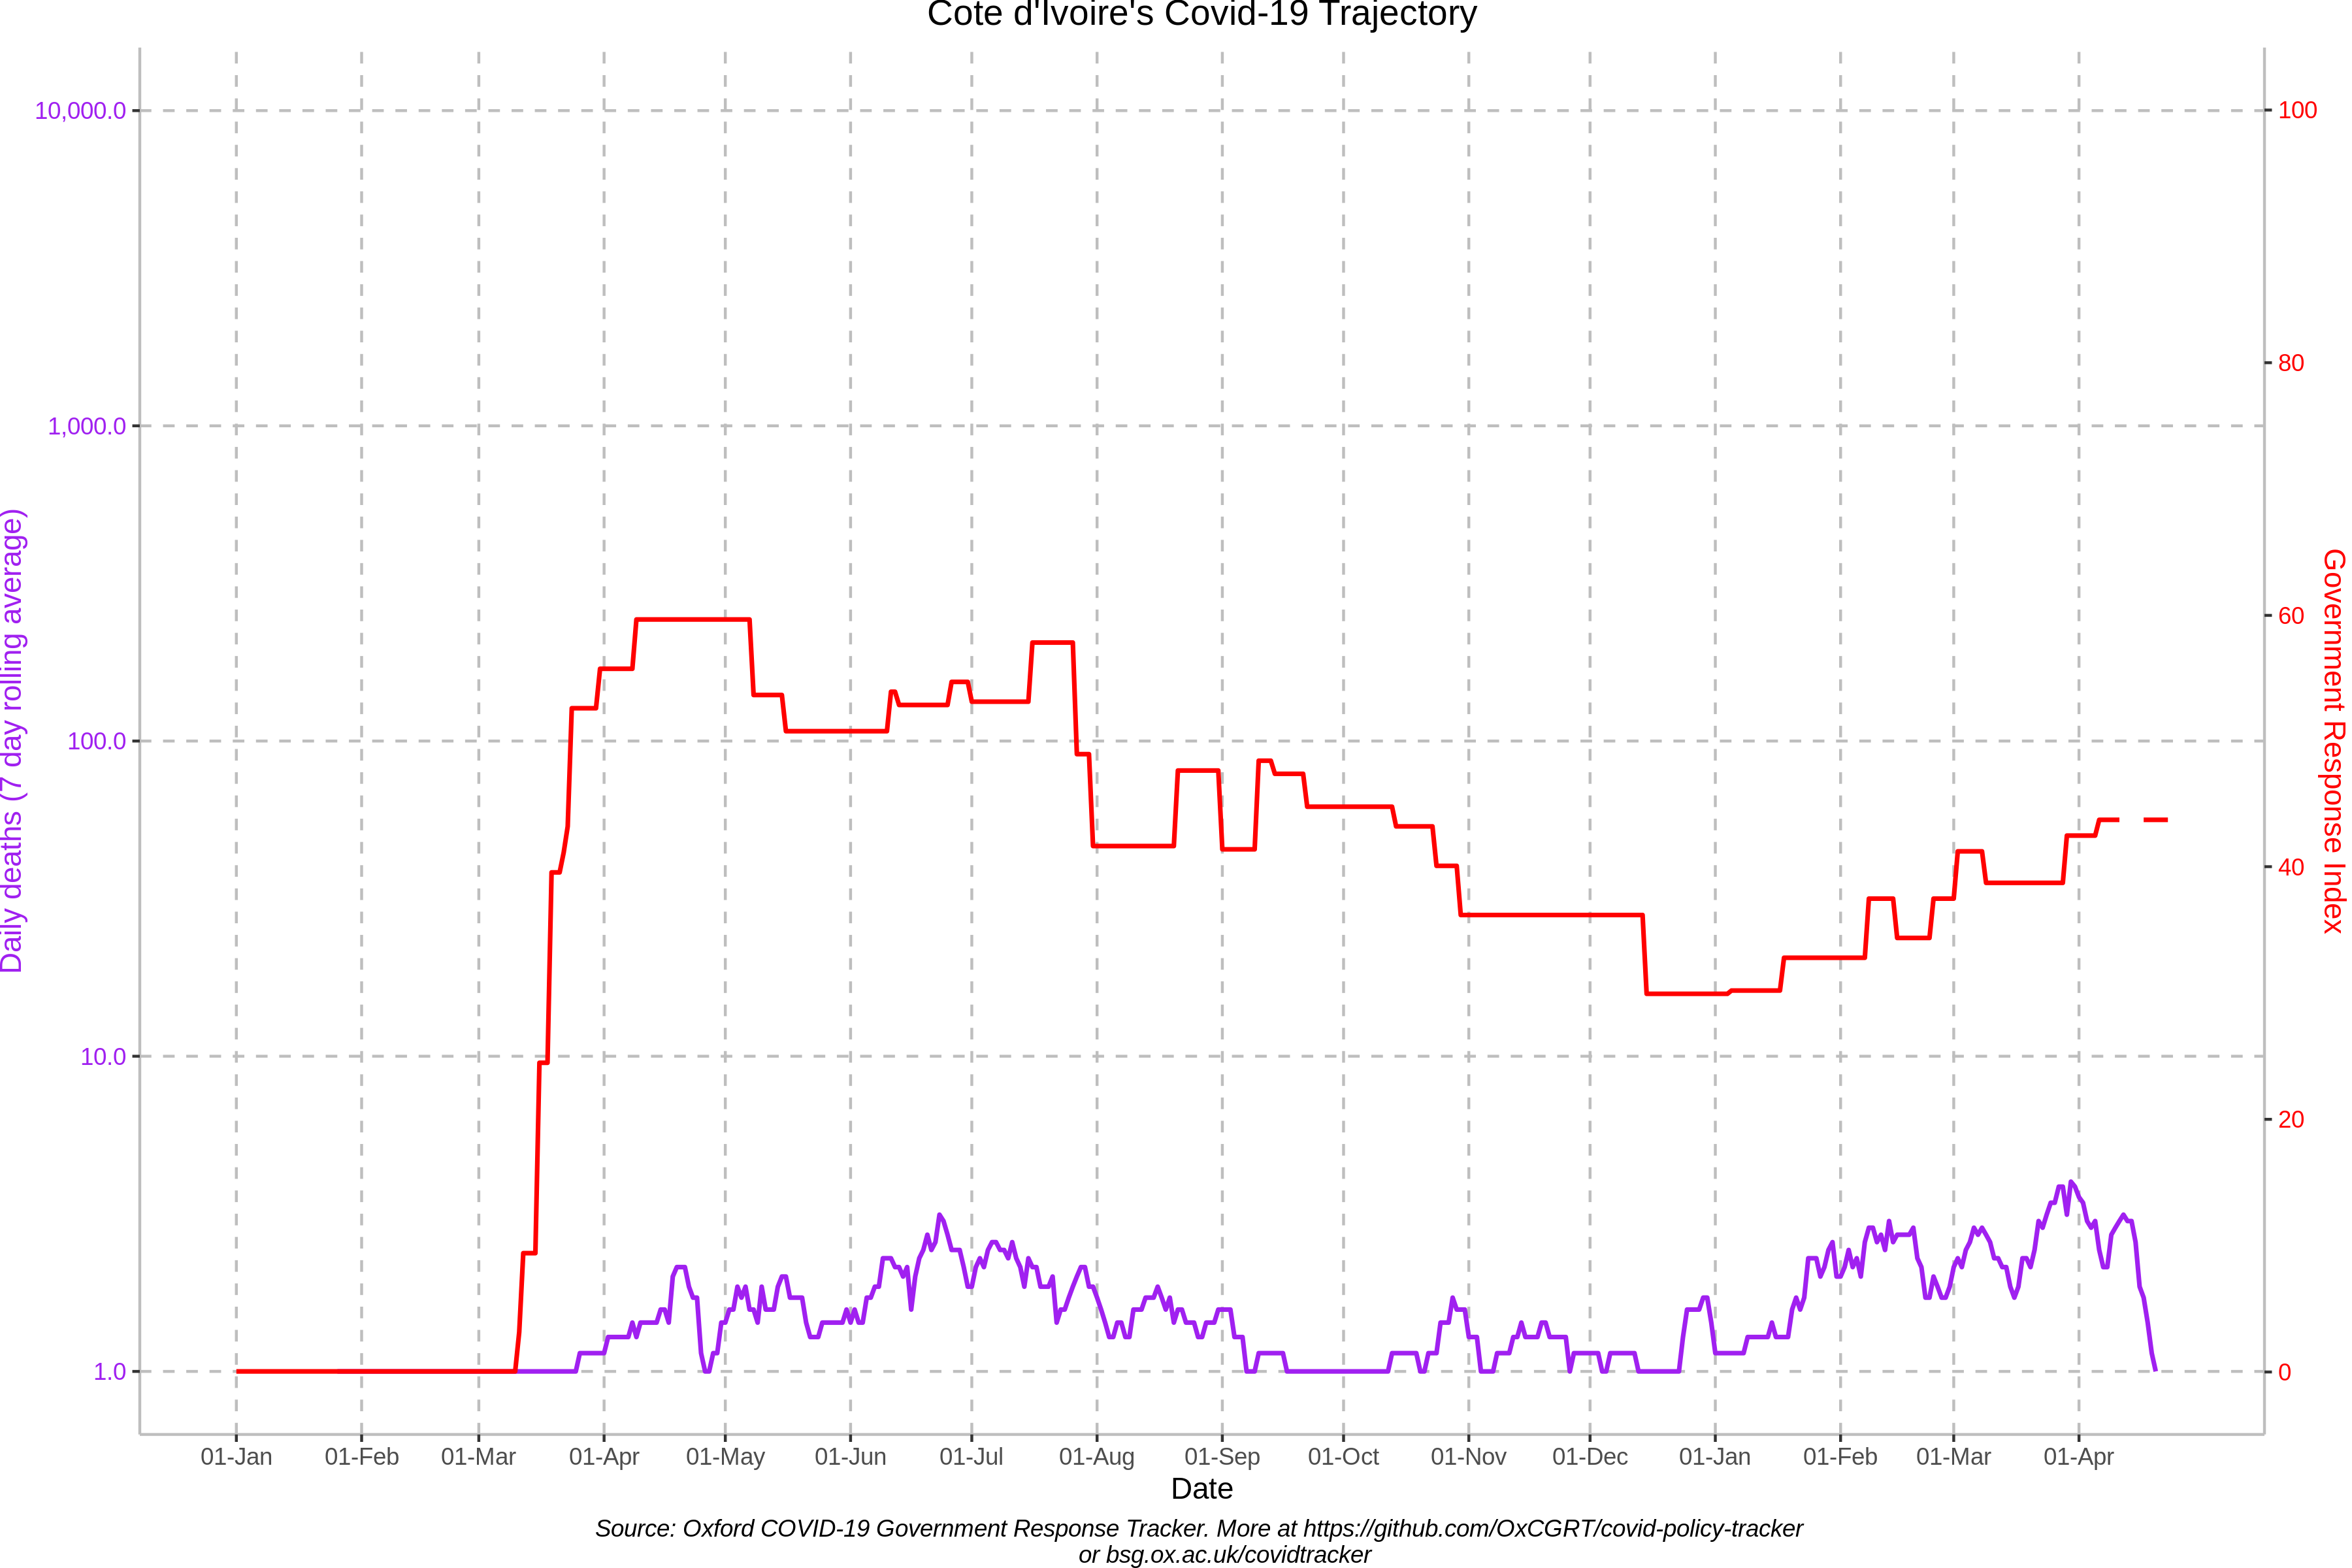 Cote d'Ivoire's Covid-19 Trajectory
10,000.0
1,000.0
100.0
10.0
1.0
Daily deaths (7 day rolling average)
100
80
60
40
20
0
Government Response Index
01-Jan 01-Feb 01-Mar 01-Apr 01-May 01-Jun 01-Jul 01-Aug 01-Sep 01-Oct 01-Nov 01-Dec 01-Jan 01-Feb 01-Mar 01-Apr
Date
Source: Oxford COVID-19 Government Response Tracker. More at https://github.com/OxCGRT/covid-policy-tracker
or bsg.ox.ac.uk/covidtracker